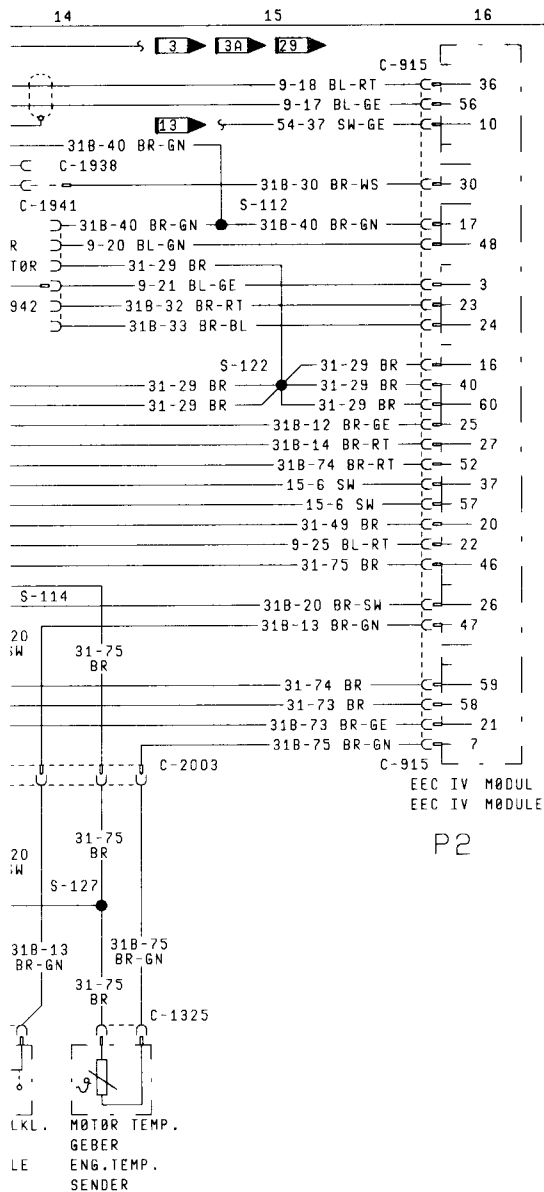 14 15 16
3 3A 29
C-915
9-18 BL-RT 36
9-17 BL-GE 56
13 54-37 SW-GE 10
31B-40 BR-GN
C-1938
31B-30 BR-WS 30
C-1941 S-112
31B-40 BR-GN 31B-40 BR-GN 17
R 9-20 BL-GN 48
TØR 31-29 BR
9-21 BL-GE 3
942 31B-32 BR-RT 23
31B-33 BR-BL 24
S-122 31-29 BR 16
31-29 BR 31-29 BR 40
31-29 BR 31-29 BR 60
31B-12 BR-GE 25
31B-14 BR-RT 27
31B-74 BR-RT 52
15-6 SW 37
15-6 SW 57
31-49 BR 20
9-25 BL-RT 22
31-75 BR 46
S-114
31B-20 BR-SW 26
31B-13 BR-GN 47
20
SW
31-75
BR
31-74 BR 59
31-73 BR 58
31B-73 BR-GE 21
31B-75 BR-GN 7
C-2003 C-915
EEC IV MØDUL
EEC IV MØDULE
P2
31-75
BR
20
SW
S-127
31B-13
BR-GN
31B-75
BR-GN
31-75
BR
C-1325
LKL. MØTØR TEMP.
GEBER
LE ENG.TEMP.
SENDER